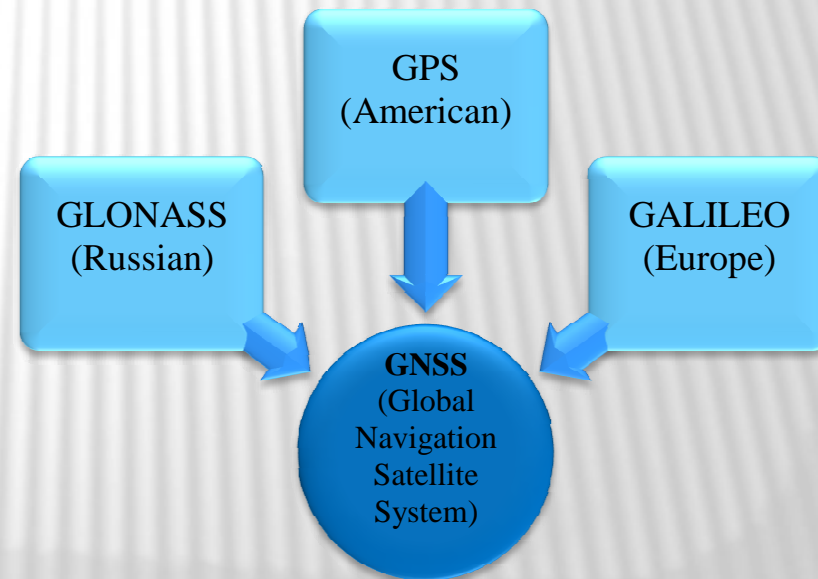 GPS
(American)
GLONASS
(Russian)
GALILEO
(Europe)
GNSS
(Global
Navigation
Satellite
System)